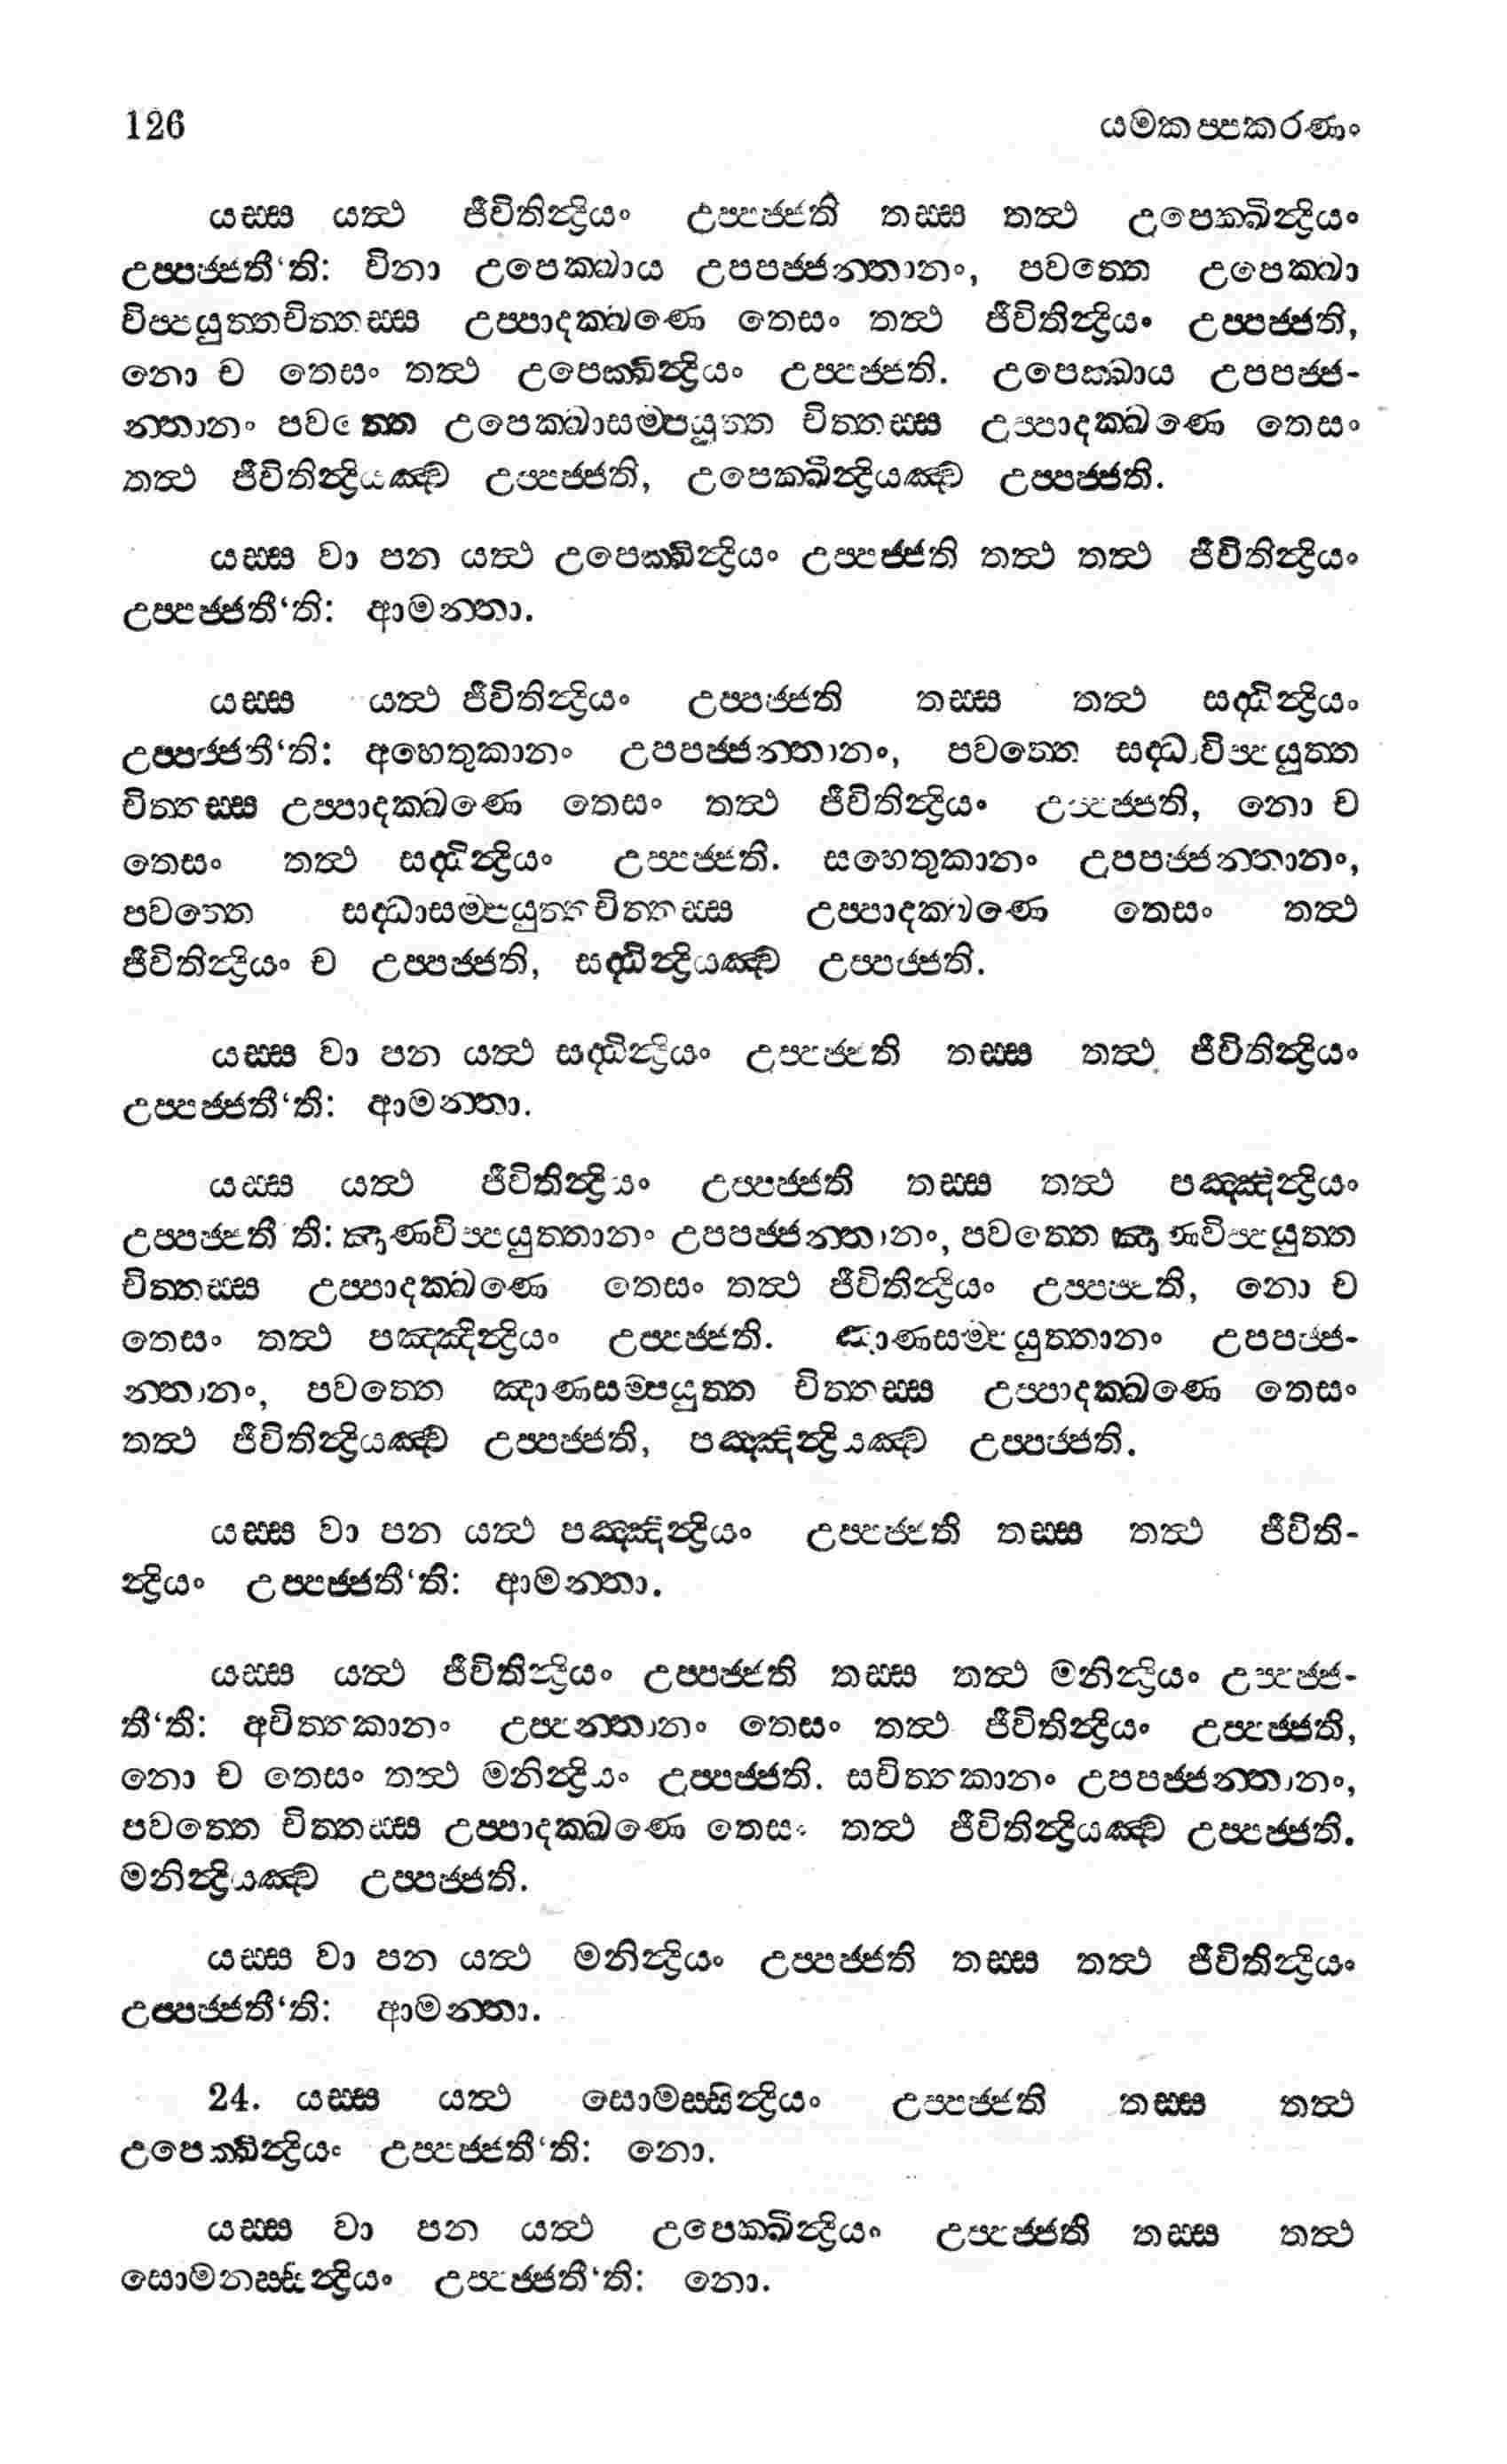 126 යමකප්පකරණං
යස්ස යත්ථ ජීවිතින්ද්‍රියං උප්පජ්ජති තස්ස තත්ථ උපෙක්ඛින්ද්‍රියං
උප්පජ්ජතී‘ති: විනා උපෙක්ඛාය උපපජ්ජන්තානං, පවත්තෙ උපෙක්ඛා
විප්පයුත්තචිත්තස්ස උප්පාදක්ඛණෙ තෙසං තත්ථ ජීවිතින්ද්‍රියං උප්පජ්ජති,
නො ච තෙසං තත්ථ උපෙක්ඛින්ද්‍රියං උප්පජ්ජති. උපෙක්ඛාය උපපජ්ජ-
න්තානං පවත්තෙ උපෙක්ඛාසම්පයුත්ත චිත්තස්ස උප්පාදක්ඛණෙ තෙසං
තත්ථ ජීවිතින්ද්‍රියඤ්ච උප්පජ්ජති, උපෙක්ඛින්ද්‍රියඤ්ච උප්පජ්ජති.
යස්ස වා පන යත්ථ උපෙක්ඛින්ද්‍රියං උප්පජ්ජති තත්ථ තත්ථ ජීවිතින්ද්‍රියං
උප්පජ්ජතී‘ති: ආමන්තා.
යස්ස යත්ථ ජීවිතින්ද්‍රියං උප්පජ්ජති තස්ස තත්ථ සද්ධින්ද්‍රියං
උප්පජ්ජතී‘ති: අහෙතුකානං උපපජ්ජන්තානං, පවත්තෙ සද්ධාවිප්පයුත්ත
චිත්තස්ස උප්පාදක්ඛණෙ තෙසං තත්ථ ජීවිතින්ද්‍රියං උප්පජ්ජති, නො ච
තෙසං තත්ථ සද්ධින්ද්‍රියං උප්පජ්ජති. සහෙතුකානං උපපජ්ජන්තානං,
පවත්තෙ සද්ධාසම්පයුත්තචිත්තස්ස උප්පාදක්ඛණෙ තෙසං තත්ථ
ජීවිතින්ද්‍රියං ච උප්පජ්ජති, සද්ධින්ද්‍රියඤ්ච උප්පජ්ජති.
යස්ස වා පන යත්ථ සද්ධින්ද්‍රියං උප්පජ්ජති තස්ස තත්ථ ජීවිතින්ද්‍රියං
උප්පජ්ජතී‘ති: ආමන්තා.
යස්ස යත්ථ ජීවිතින්ද්‍රියං උප්පජ්ජති තස්ස තත්ථ පඤ්ඤින්ද්‍රියං
උප්පජ්ජතී‘ති: ඤාණවිප්පයුත්තානං උපපජ්ජන්තානං, පවත්තෙ ඤාණවිප්පයුත්ත
චිත්තස්ස උප්පාදක්ඛණෙ තෙසං තත්ථ ජීවිතින්ද්‍රියං උප්පජ්ජති, නො ච
තෙසං තත්ථ පඤ්ඤින්ද්‍රියං උප්පජ්ජති. ඤාණසම්පයුත්තානං උපපජ්ජ-
න්තානං, පවත්තෙ ඤාණසම්පයුත්ත චිත්තස්ස උප්පාදක්ඛණෙ තෙසං
තත්ථ ජීවිතින්ද්‍රියඤ්ච උප්පජ්ජති, පඤ්ඤින්ද්‍රියඤ්ච උප්පජ්ජති.
යස්ස වා පන යත්ථ පඤ්ඤින්ද්‍රියං උප්පජ්ජති තස්ස තත්ථ ජීවිති-
න්ද්‍රියං උප්පජ්ජතී‘ති: ආමන්තා.
යස්ස යත්ථ ජීවිතින්ද්‍රියං උප්පජ්ජති තස්ස තත්ථ මනින්ද්‍රියං උප්පජ්ජ-
තී‘ති: අචිත්තකානං උප්පන්තානං තෙසං තත්ථ ජීවිතින්ද්‍රියං උප්පජ්ජති,
නො ච තෙසං තත්ථ මනින්ද්‍රියං උප්පජ්ජති. සචිත්තකානං උපපජ්ජන්තානං,
පවත්තෙ චිත්තස්ස උප්පාදක්ඛණෙ තෙසං තත්ථ ජීවිතින්ද්‍රියඤ්ච උප්පජ්ජති.
මනින්ද්‍රියඤ්ච උප්පජ්ජති.
යස්ස වා පන යත්ථ මනින්ද්‍රියං උප්පජ්ජති තස්ස තත්ථ ජීවිතින්ද්‍රියං
උප්පජ්ජතී‘ති: ආමන්තා.
24. යස්ස යත්ථ සොමස්සින්ද්‍රියං උප්පජ්ජති තස්ස තත්ථ
උපෙක්ඛින්ද්‍රියං උප්පජ්ජතී‘ති: නො.
යස්ස වා පන යත්ථ උපෙක්ඛින්ද්‍රියං උප්පජ්ජති තස්ස තත්ථ
සොමනස්සින්ද්‍රියං උප්පජ්ජතී‘ති: නො.